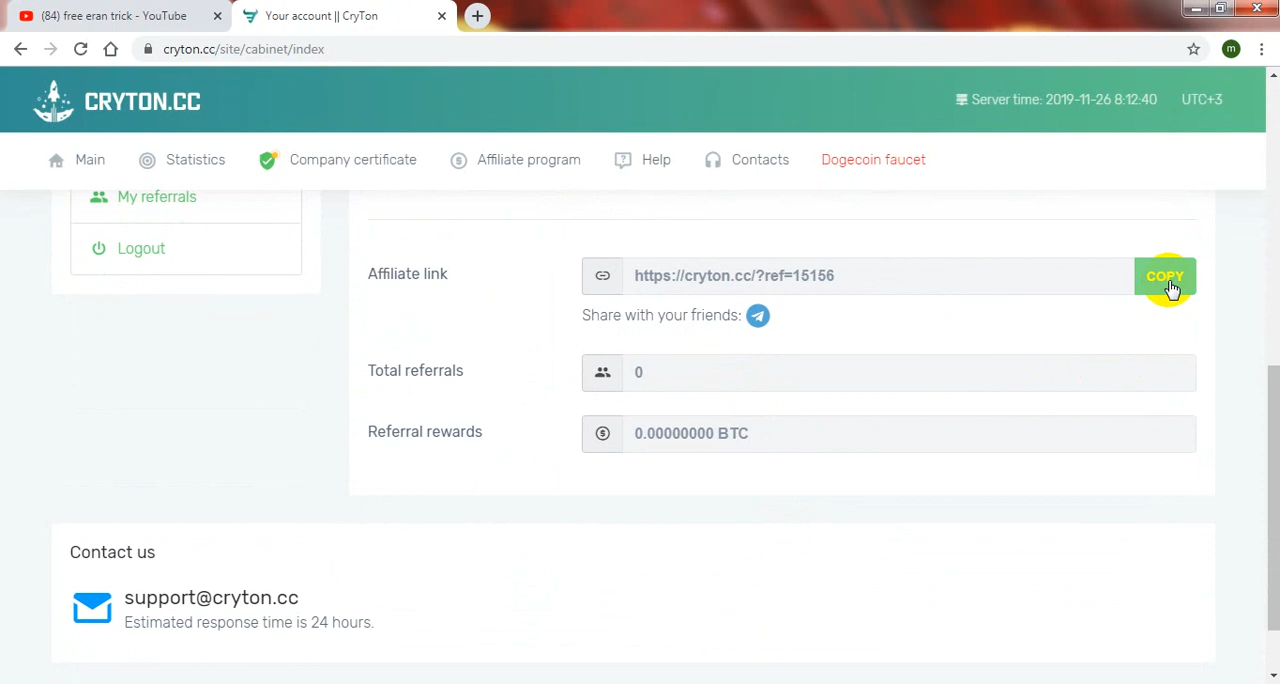 (84) free eran trick - YouTube
Your account || CryTon
cryton.cc/site/cabinet/index
m
CRYTON.CC
Server time: 2019-11-26 8:12:40 UTC+3
Main Statistics Company certificate Affiliate program Help Contacts Dogecoin faucet
My referrals
Logout
Affiliate link
https://cryton.cc/?ref=15156
COPY
Share with your friends:
Total referrals
0
Referral rewards
0.00000000 BTC
Contact us
support@cryton.cc
Estimated response time is 24 hours.